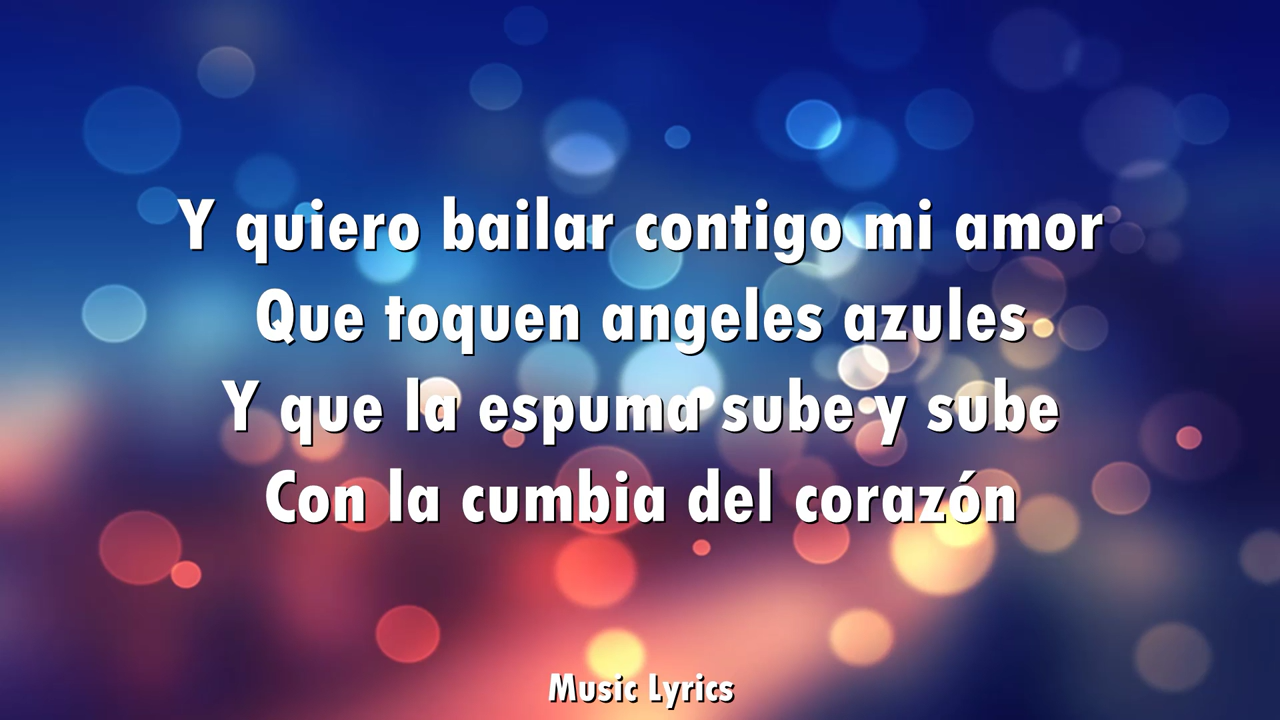 Y quiero bailar contigo mi amor
Que toquen angeles azules
Y que la espuma sube y sube
Con la cumbia del corazón
Music Lyrics